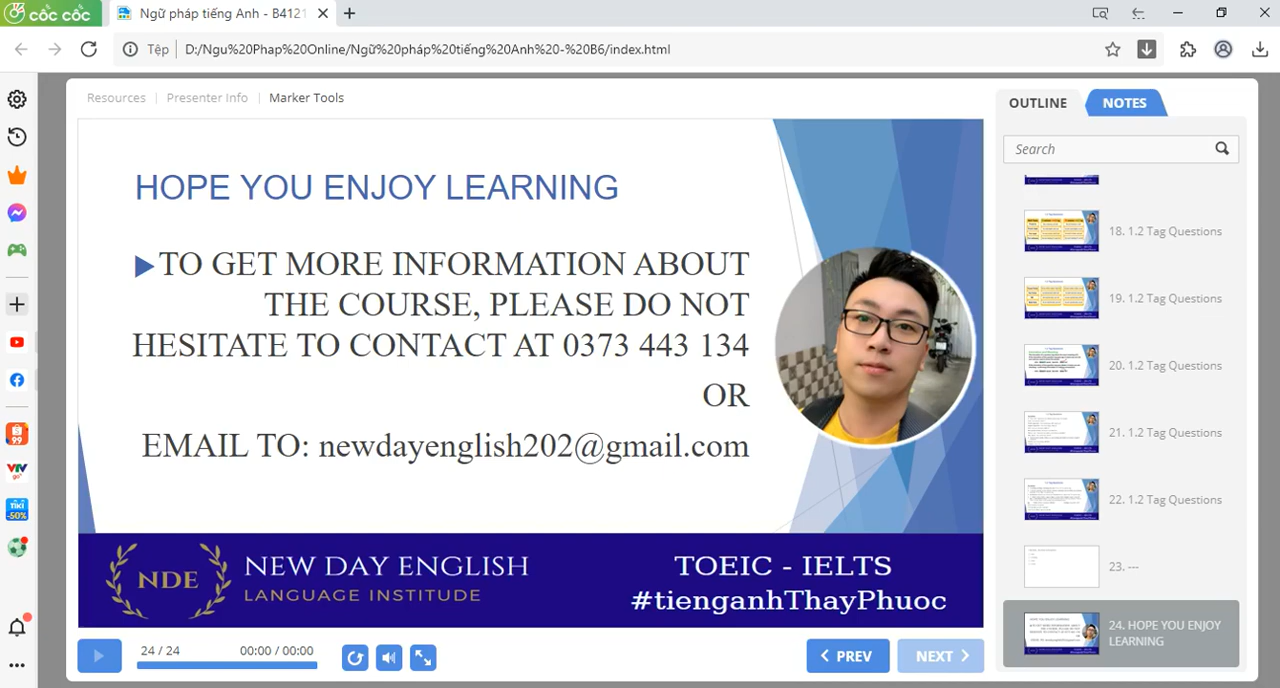 cốc cốc
Ngữ pháp tiếng Anh - B4121
Tệp
D:/Ngu%20Phap%20Online/Ngữ%20pháp%20tiếng%20Anh%20-%20B6/index.html
Resources
Presenter Info
Marker Tools
OUTLINE
NOTES
Search
HOPE YOU ENJOY LEARNING
TO GET MORE INFORMATION ABOUT
THE COURSE, PLEASE DO NOT
HESITATE TO CONTACT AT 0373 443 134
OR
EMAIL TO: newdayenglish202@gmail.com
NDE
NEW DAY ENGLISH
LANGUAGE INSTITUDE
TOEIC - IELTS
#tienganhThayPhuoc
18. 1.2 Tag Questions
19. 1.2 Tag Questions
20. 1.2 Tag Questions
21. 1.2 Tag Questions
22. 1.2 Tag Questions
23. ---
24. HOPE YOU ENJOY
LEARNING
99
VTV
go
TIKI
-50%
24 / 24
00:00 / 00:00
PREV
NEXT